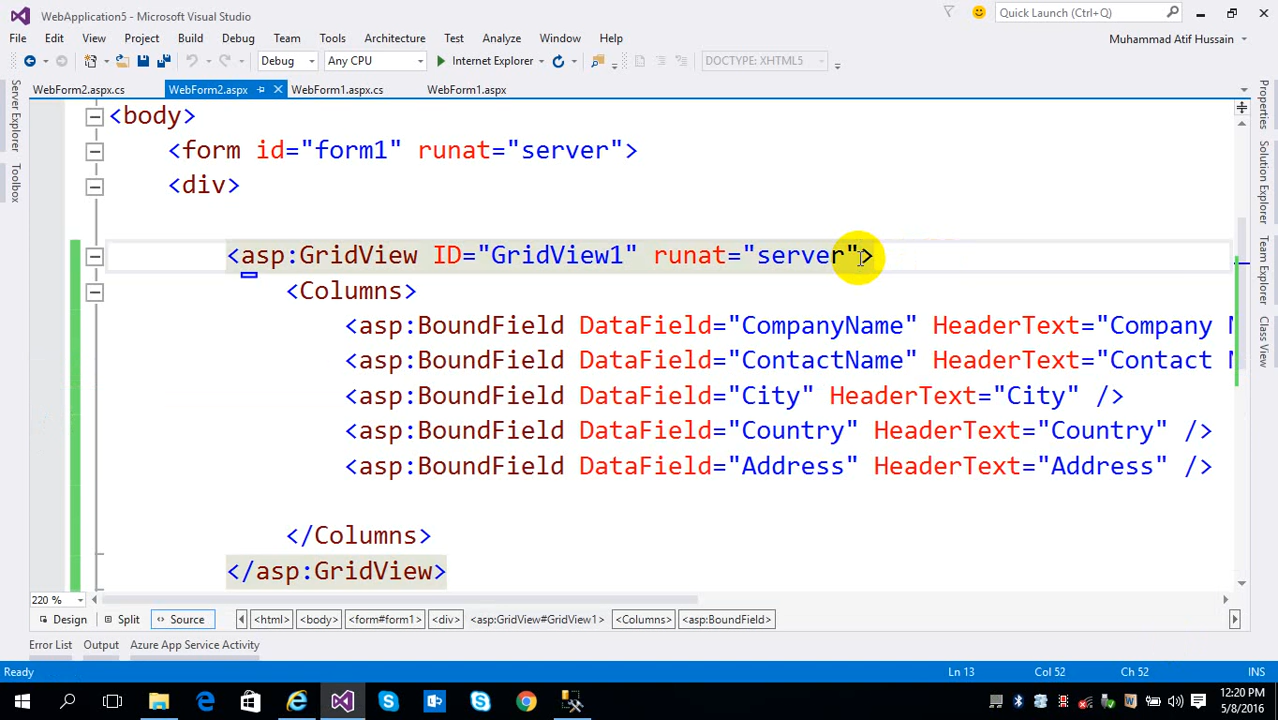 WebApplication5 - Microsoft Visual Studio
Quick Launch (Ctrl+Q)
File Edit View Project Build Debug Team Tools Architecture Test Analyze Window Help
Muhammad Atif Hussain
Debug Any CPU Internet Explorer DOCTYPE: XHTML5
WebForm2.aspx.cs WebForm2.aspx WebForm1.aspx.cs WebForm1.aspx
Server Explorer
Toolbox
<body>
<form id="form1" runat="server">
<div>
<asp:GridView ID="GridView1" runat="server">
<Columns>
<asp:BoundField DataField="CompanyName" HeaderText="Company N
<asp:BoundField DataField="ContactName" HeaderText="Contact N
<asp:BoundField DataField="City" HeaderText="City" />
<asp:BoundField DataField="Country" HeaderText="Country" />
<asp:BoundField DataField="Address" HeaderText="Address" />
</Columns>
</asp:GridView>
Properties
Solution Explorer
Team Explorer
Class View
220 %
Design Split Source <html> <body> <form#form1> <div> <asp:GridView#GridView1> <Columns> <asp:BoundField>
Error List Output Azure App Service Activity
Ready Ln 13 Col 52 Ch 52 INS
12:20 PM
5/8/2016